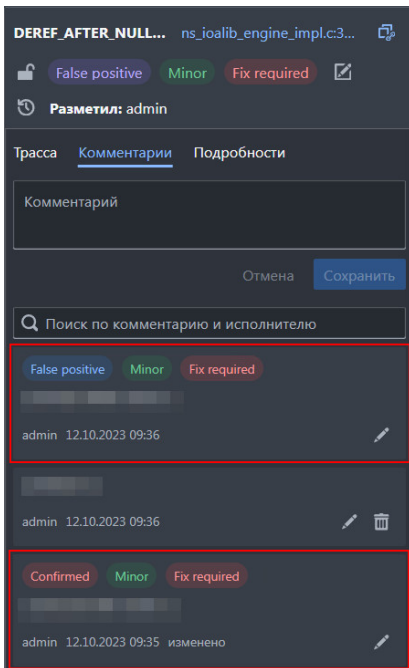 DEREF_AFTER_NULL... ns_ioalib_engine_impl.c:3...
False positive Minor Fix required
Разметил: admin
Трасса Комментарии Подробности
Комментарий
Отмена Сохранить
Поиск по комментарию и исполнителю
False positive Minor Fix required
admin 12.10.2023 09:36
admin 12.10.2023 09:36
Confirmed Minor Fix required
admin 12.10.2023 09:35 изменено